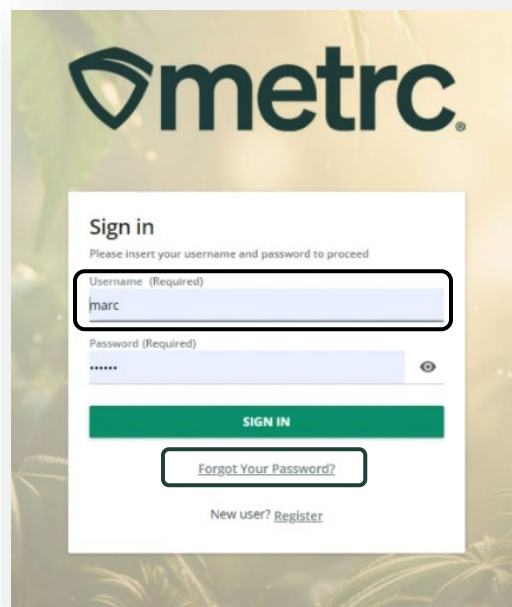 metrc®
Sign in
Please insert your username and password to proceed
Username (Required)
marc
Password (Required)
••••••
SIGN IN
Forgot Your Password?
New user? Register